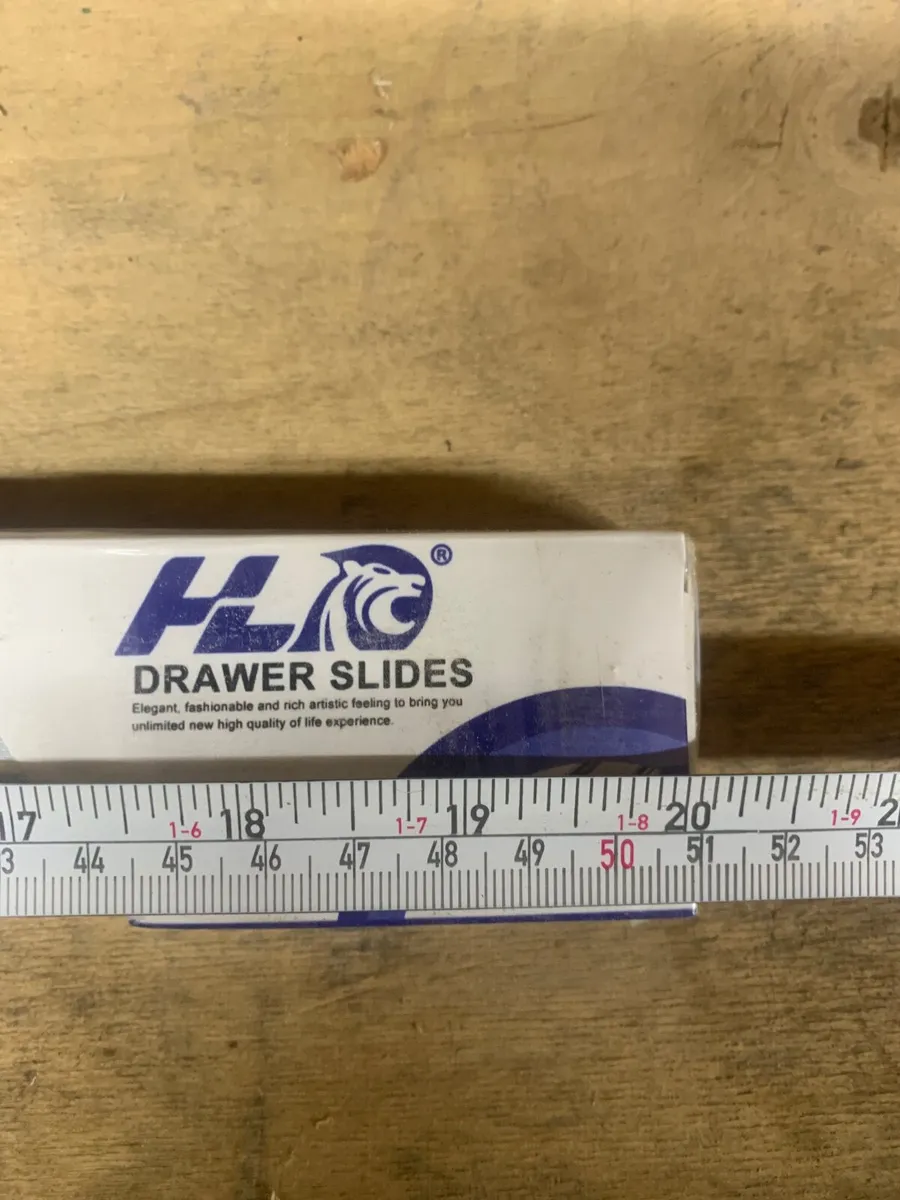 HL ®
DRAWER SLIDES
Elegant, fashionable and rich artistic feeling to bring you
unlimited new high quality of life experience.
17 1-6 18 1-7 19 1-8 20 1-9 2
3 44 45 46 47 48 49 50 51 52 53